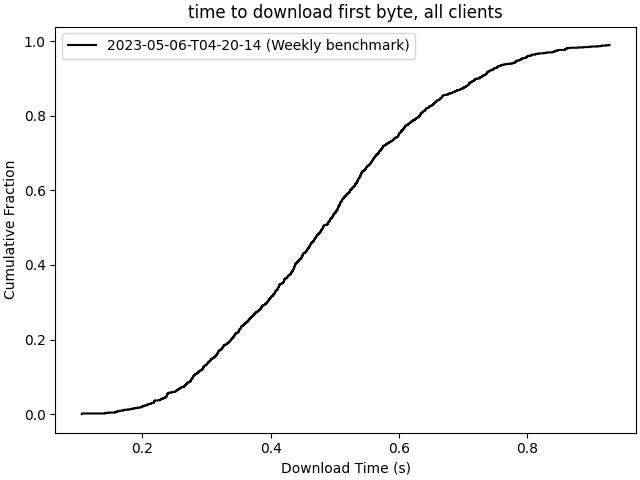 time to download first byte, all clients
2023-05-06-T04-20-14 (Weekly benchmark)
Cumulative Fraction
1.0
0.8
0.6
0.4
0.2
0.0
0.2 0.4 0.6 0.8
Download Time (s)